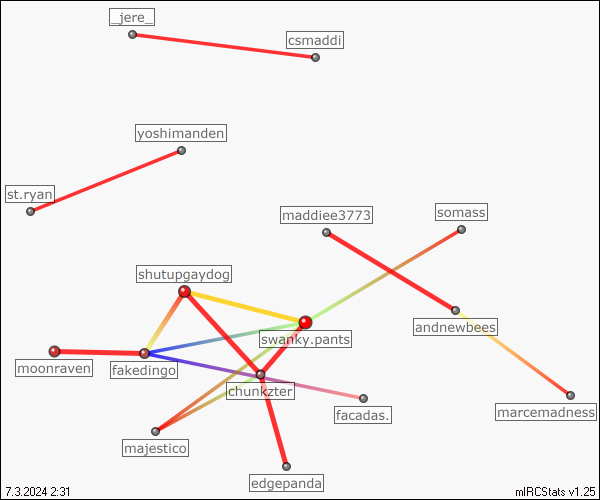 _jere_
csmaddi
yoshimanden
st.ryan
maddiee3773
somass
shutupgaydog
swanky.pants
andnewbees
moonraven
fakedingo
chunkzter
facadas.
marcemadness
majestico
edgepanda
7.3.2024 2:31
mIRCStats v1.25